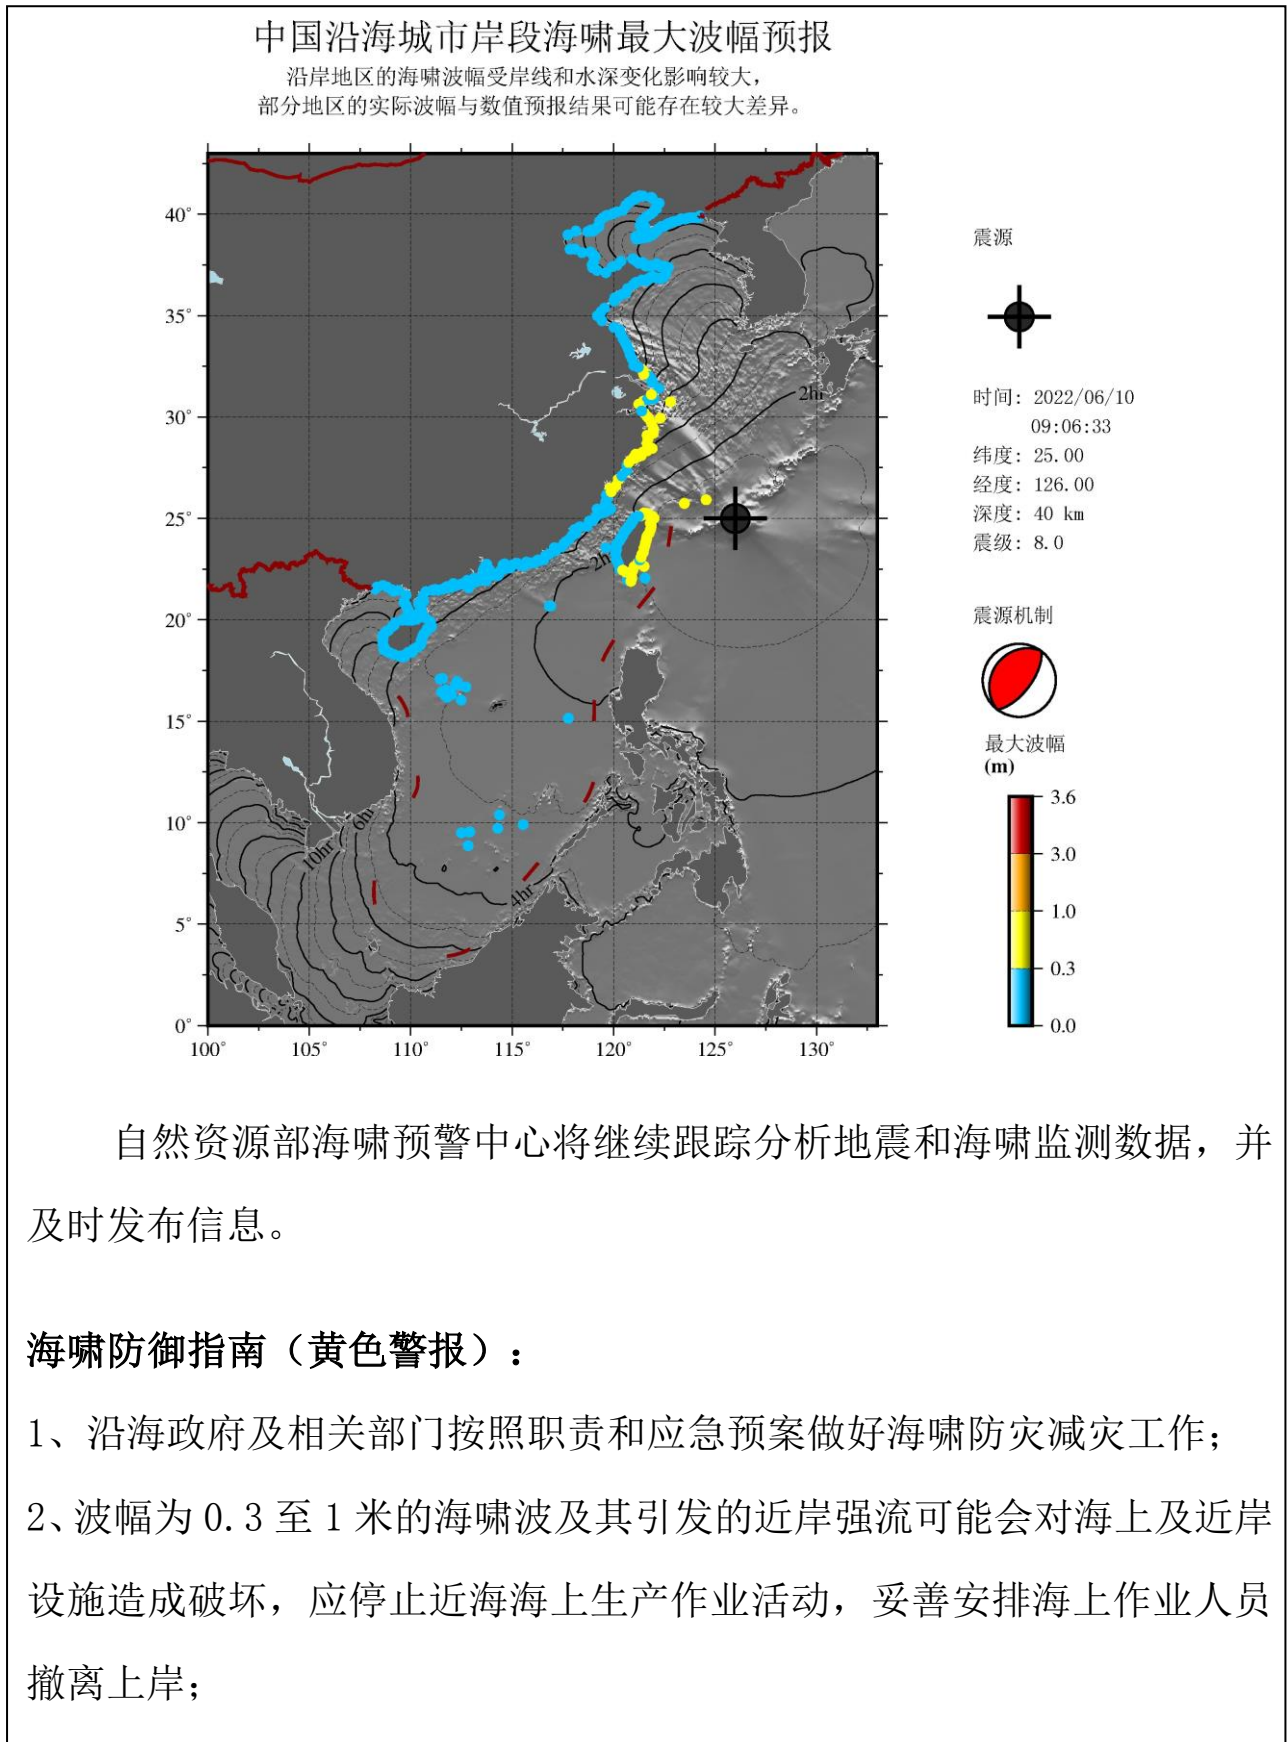 中国沿海城市岸段海啸最大波幅预报
沿岸地区的海啸波幅受岸线和水深变化影响较大，
部分地区的实际波幅与数值预报结果可能存在较大差异。
40°
35°
30°
25°
20°
15°
10°
5°
0°
100°
105°
110°
115°
120°
125°
130°
2hr
2hr
4hr
6hr
10hr
震源
时间: 2022/06/10
09:06:33
纬度: 25.00
经度: 126.00
深度: 40 km
震级: 8.0
震源机制
最大波幅
(m)
3.6
3.0
1.0
0.3
0.0
自然资源部海啸预警中心将继续跟踪分析地震和海啸监测数据，并
及时发布信息。
海啸防御指南（黄色警报）：
1、沿海政府及相关部门按照职责和应急预案做好海啸防灾减灾工作；
2、波幅为 0.3 至 1 米的海啸波及其引发的近岸强流可能会对海上及近岸
设施造成破坏，应停止近海海上生产作业活动，妥善安排海上作业人员
撤离上岸；